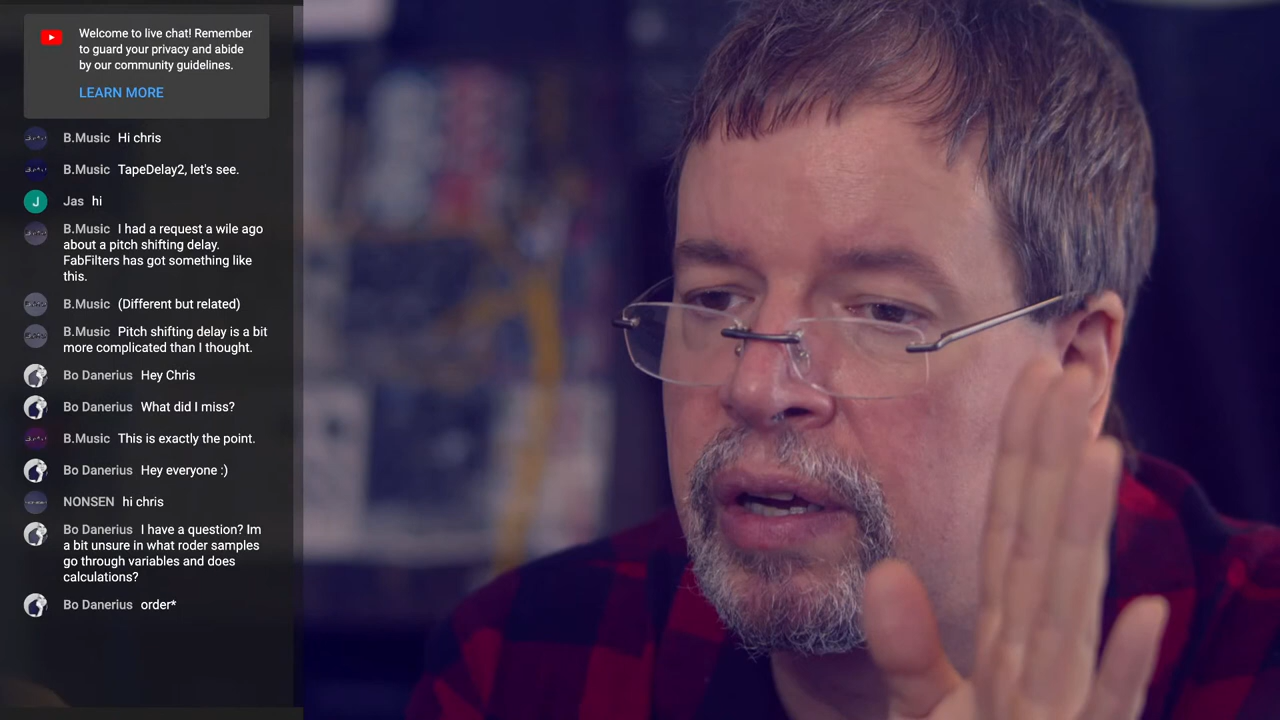 Welcome to live chat! Remember
to guard your privacy and abide
by our community guidelines.
LEARN MORE
B.Music Hi chris
B.Music TapeDelay2, let's see.
J Jas hi
B.Music I had a request a wile ago
about a pitch shifting delay.
FabFilters has got something like
this.
B.Music (Different but related)
B.Music Pitch shifting delay is a bit
more complicated than I thought.
Bo Danerius Hey Chris
Bo Danerius What did I miss?
B.Music This is exactly the point.
Bo Danerius Hey everyone :)
NONSEN hi chris
Bo Danerius I have a question? Im
a bit unsure in what roder samples
go through variables and does
calculations?
Bo Danerius order*